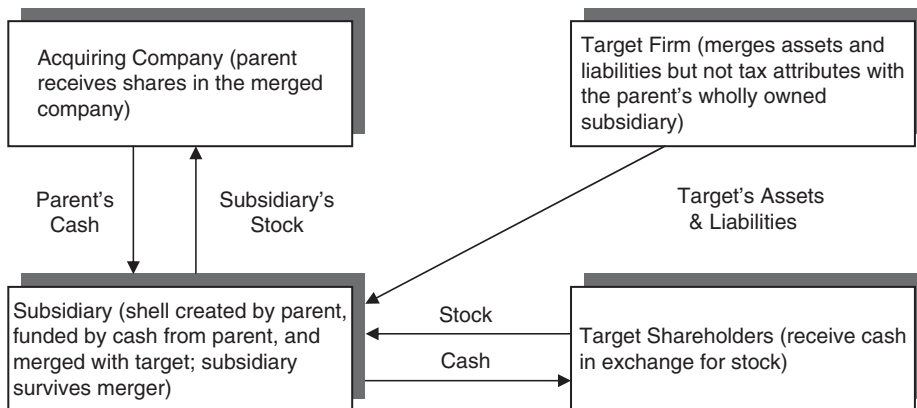 Acquiring Company (parent
receives shares in the merged
company)
Target Firm (merges assets and
liabilities but not tax attributes with
the parent's wholly owned
subsidiary)
Parent's
Cash
Subsidiary's
Stock
Target's Assets
& Liabilities
Subsidiary (shell created by parent,
funded by cash from parent, and
merged with target; subsidiary
survives merger)
Stock
Cash
Target Shareholders (receive cash
in exchange for stock)